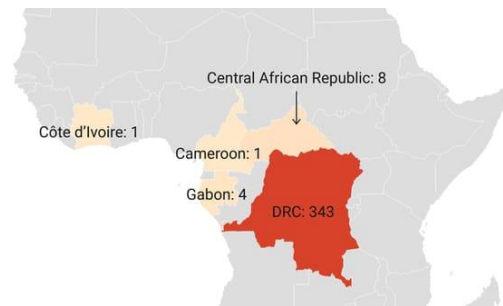 Central African Republic: 8
Côte d'Ivoire: 1
Cameroon: 1
Gabon: 4
DRC: 343